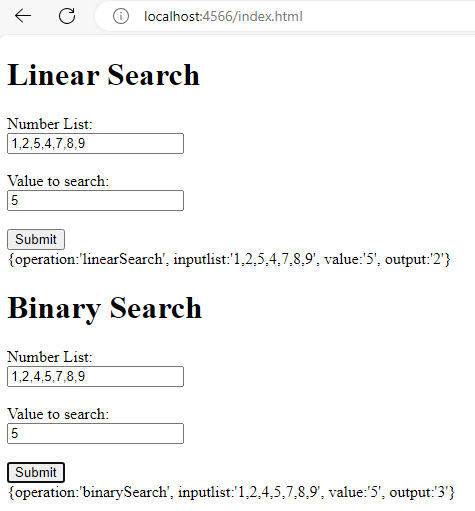 localhost:4566/index.html
Linear Search
Number List:
1,2,5,4,7,8,9
Value to search:
5
Submit
{operation:'linearSearch', inputlist:'1,2,5,4,7,8,9', value:'5', output:'2'}
Binary Search
Number List:
1,2,4,5,7,8,9
Value to search:
5
Submit
{operation:'binarySearch', inputlist:'1,2,4,5,7,8,9', value:'5', output:'3'}